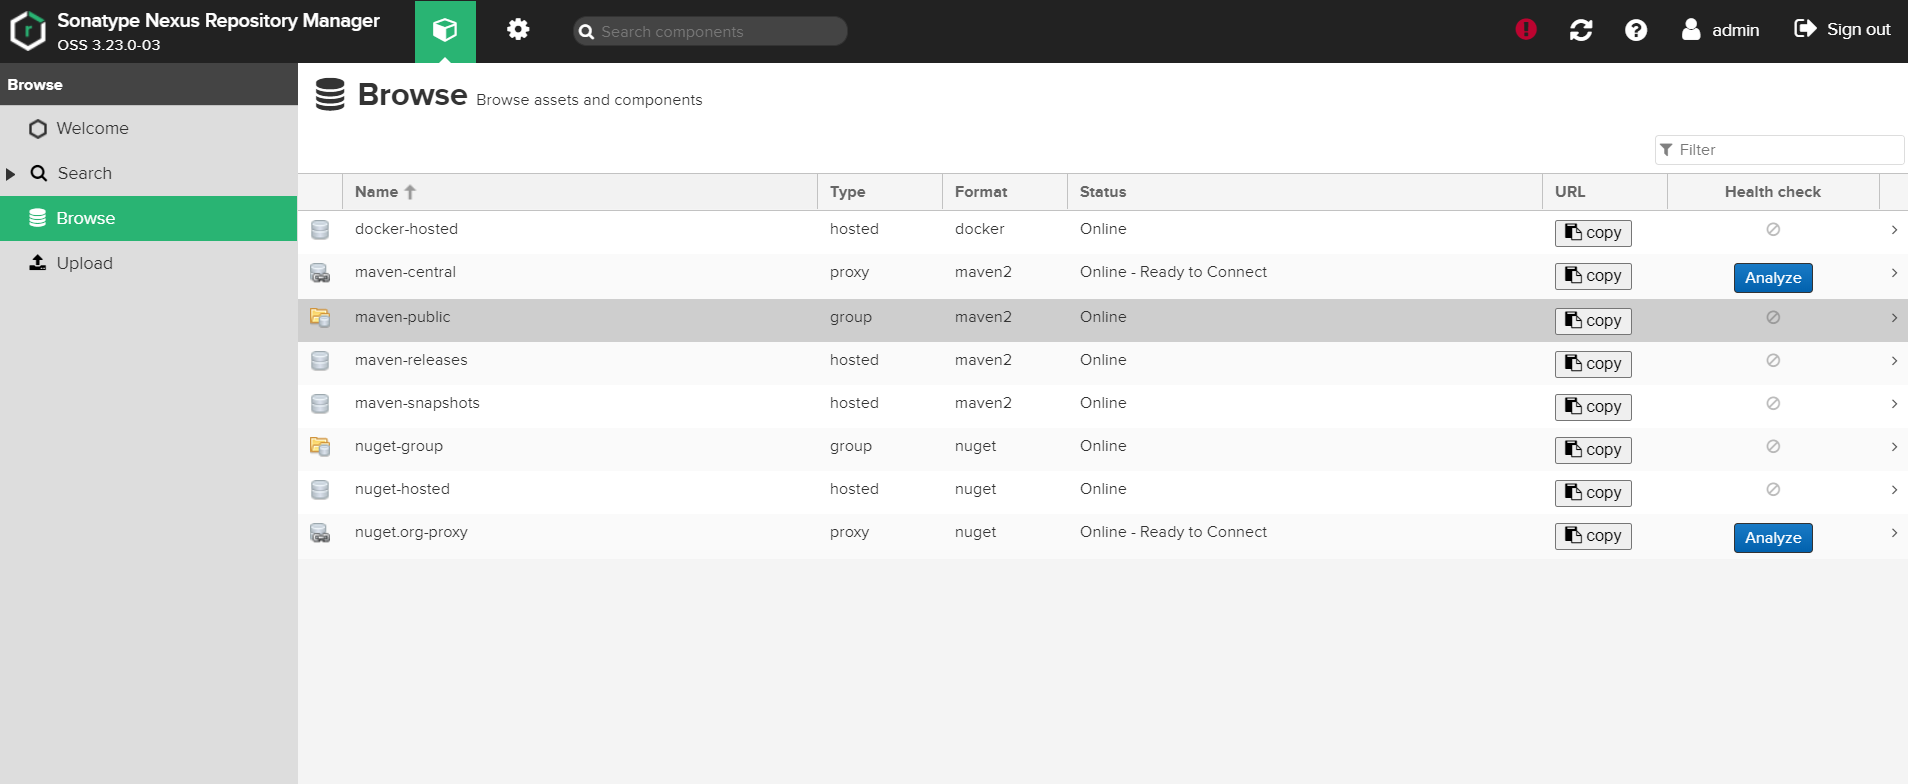 Sonatype Nexus Repository Manager
OSS 3.23.0-03
Search components
admin
Sign out
Browse
Welcome
Search
Browse
Upload
Browse Browse assets and components
Filter
Name Type Format Status URL Health check
docker-hosted hosted docker Online copy
maven-central proxy maven2 Online - Ready to Connect copy Analyze
maven-public group maven2 Online copy
maven-releases hosted maven2 Online copy
maven-snapshots hosted maven2 Online copy
nuget-group group nuget Online copy
nuget-hosted hosted nuget Online copy
nuget.org-proxy proxy nuget Online - Ready to Connect copy Analyze